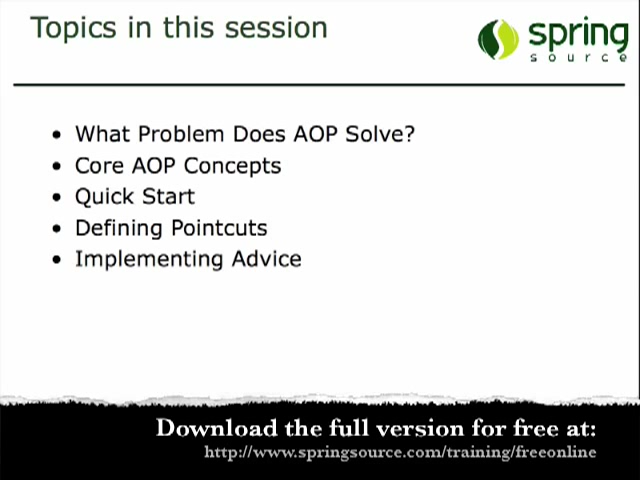 Topics in this session
spring
source
• What Problem Does AOP Solve?
• Core AOP Concepts
• Quick Start
• Defining Pointcuts
• Implementing Advice
Download the full version for free at:
http://www.springsource.com/training/freeonline